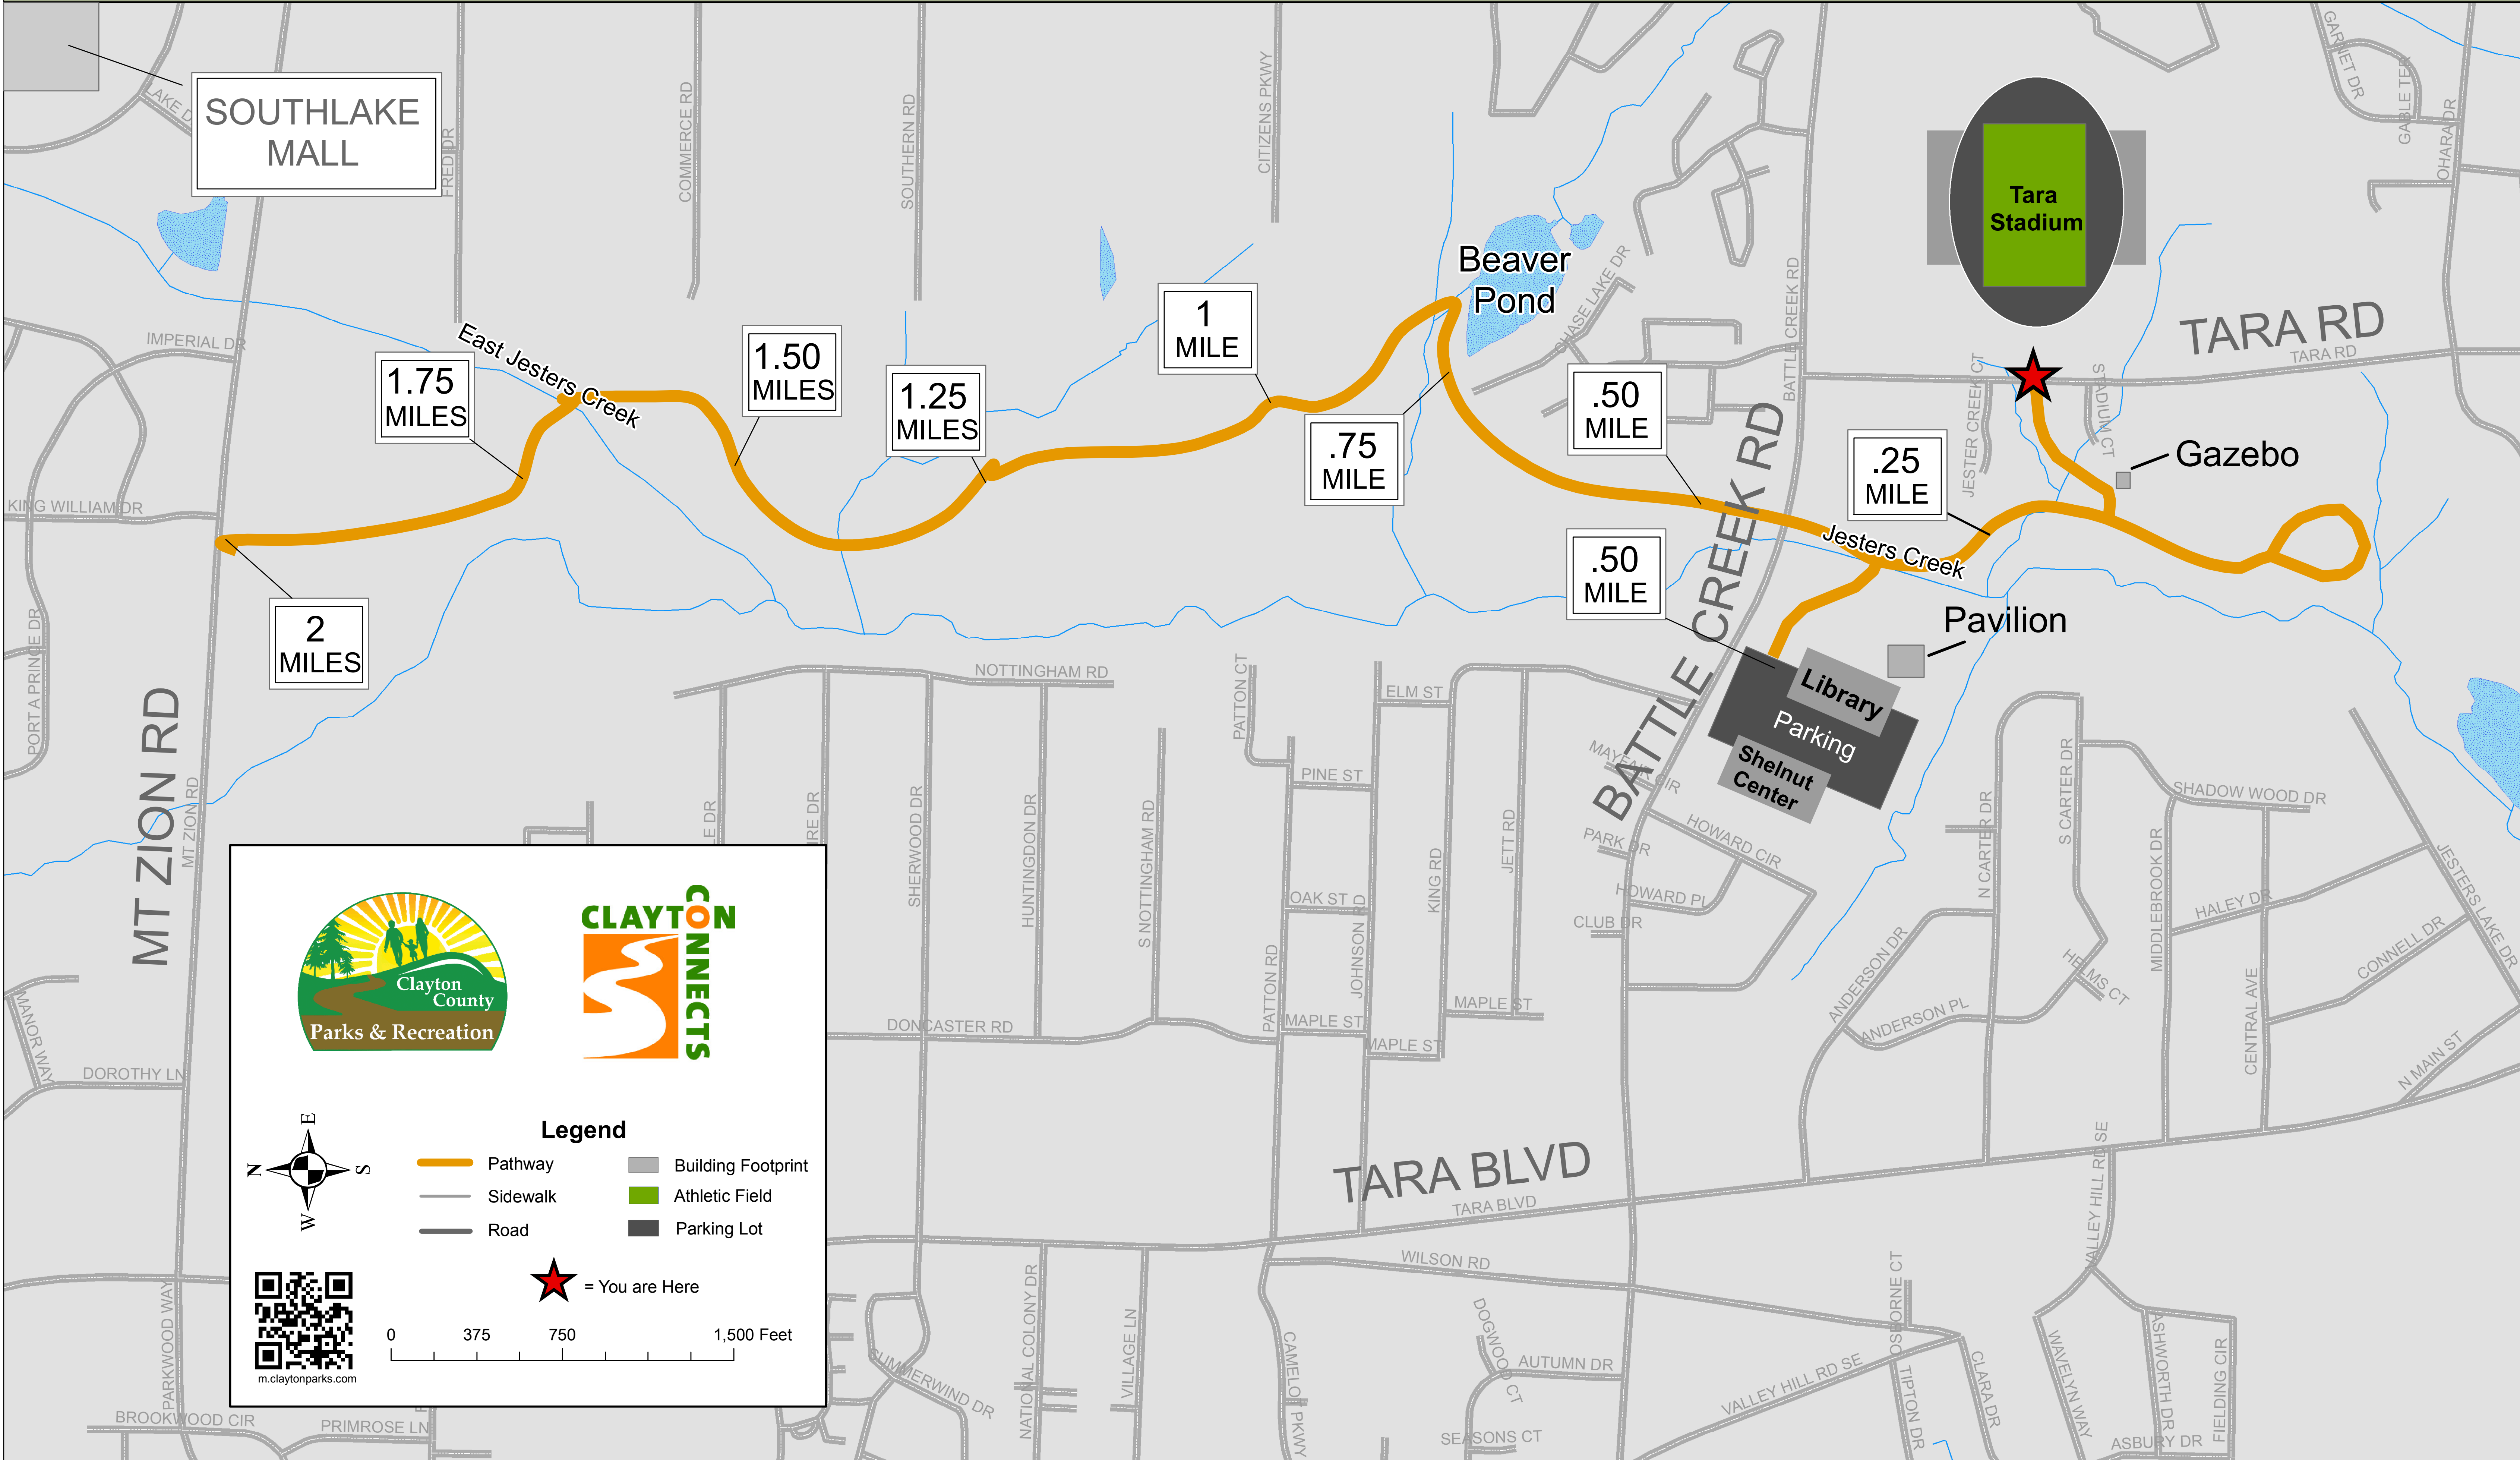 SOUTHLAKE
MALL
LAKE D
FRED DR
COMMERCE RD
SOUTHERN RD
CITIZENS PKWY
Beaver
Pond
CHASE LAKE DR
BATTLE CREEK RD
Tara
Stadium
GARNET DR
GABLE TER
OHARA DR
TARA RD
TARA RD
IMPERIAL DR
East Jesters Creek
1.75
MILES
1.50
MILES
1.25
MILES
1
MILE
.75
MILE
.50
MILE
.25
MILE
JESTER CREEK CT
STADIUM CT
Gazebo
KING WILLIAM DR
2
MILES
.50
MILE
BATTLE CREEK RD
Jesters Creek
Pavilion
Library
Parking
Shelnut
Center
PORT A PRINCE DR
MT ZION RD
MT ZION RD
NOTTINGHAM RD
PATTON CT
ELM ST
PINE ST
MAYFAIR CIR
PARK DR
HOWARD CIR
HOWARD PL
CLUB DR
LE DR
IRE DR
SHERWOOD DR
HUNTINGDON DR
S NOTTINGHAM RD
OAK ST
JOHNSON RD
KING RD
JETT RD
PATTON RD
MAPLE ST
MAPLE ST
MAPLE ST
DONCASTER RD
N CARTER DR
S CARTER DR
SHADOW WOOD DR
MIDDLEBROOK DR
HALEY DR
JESTERS LAKE DR
CONNELL DR
ANDERSON DR
ANDERSON PL
HELMS CT
CENTRAL AVE
N MAIN ST
MANOR WAY
DOROTHY LN
TARA BLVD
TARA BLVD
VALLEY HILL RD SE
WILSON RD
DOGWOOD CT
AUTUMN DR
SEASONS CT
VALLEY HILL RD SE
OSBORNE CT
TIPTON DR
CLARA DR
WAVELYN WAY
ASHWORTH DR
FIELDING CIR
ASBURY DR
CAMELOT PKWY
VILLAGE LN
NATIONAL COLONY DR
SUMMERWIND DR
PARKWOOD WAY
BROOKWOOD CIR
PRIMROSE LN
Clayton
County
Parks & Recreation
CLAYTON
CONNECTS
N
E
S
W
Legend
Pathway
Sidewalk
Road
Building Footprint
Athletic Field
Parking Lot
= You are Here
0 375 750 1,500 Feet
m.claytonparks.com